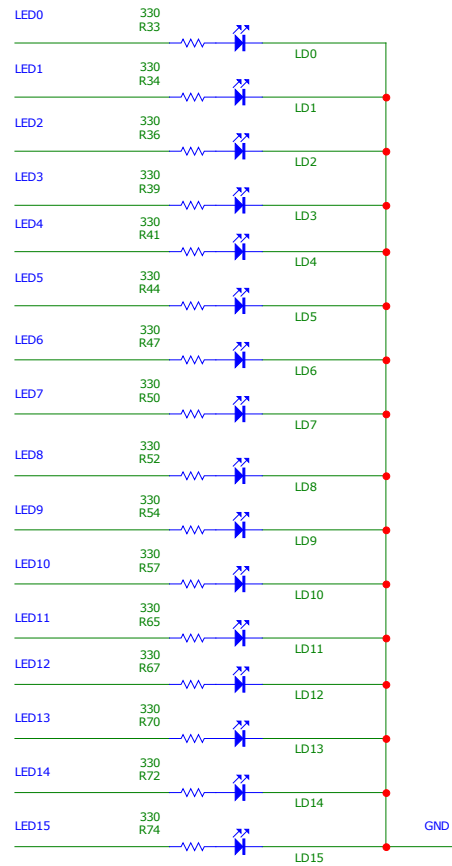 LED0 330
R33
LD0
LED1 330
R34
LD1
LED2 330
R36
LD2
LED3 330
R39
LD3
LED4 330
R41
LD4
LED5 330
R44
LD5
LED6 330
R47
LD6
LED7 330
R50
LD7
LED8 330
R52
LD8
LED9 330
R54
LD9
LED10 330
R57
LD10
LED11 330
R65
LD11
LED12 330
R67
LD12
LED13 330
R70
LD13
LED14 330
R72
LD14
LED15 330 GND
R74
LD15